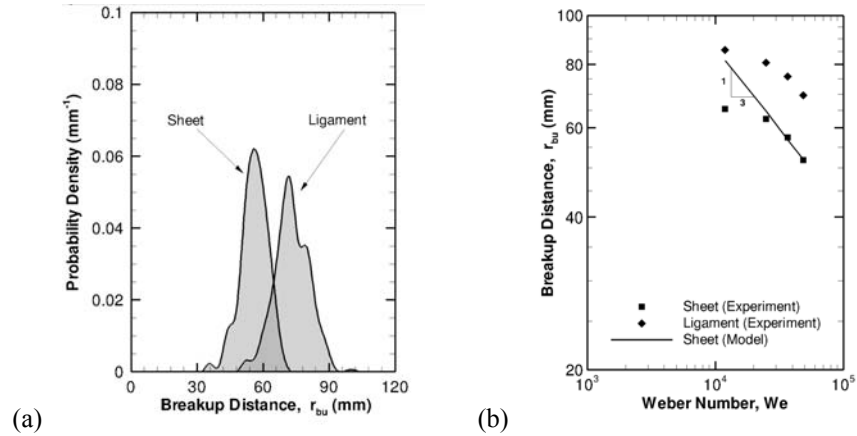 0.1
0.08
0.06
0.04
0.02
0
Probability Density (mm⁻¹)
Sheet
Ligament
0 30 60 90 120
Breakup Distance, r_bu (mm)
(a)
100
80
60
40
20
Breakup Distance, r_bu (mm)
1
3
Sheet (Experiment)
Ligament (Experiment)
Sheet (Model)
10³ 10⁴ 10⁵
Weber Number, We
(b)